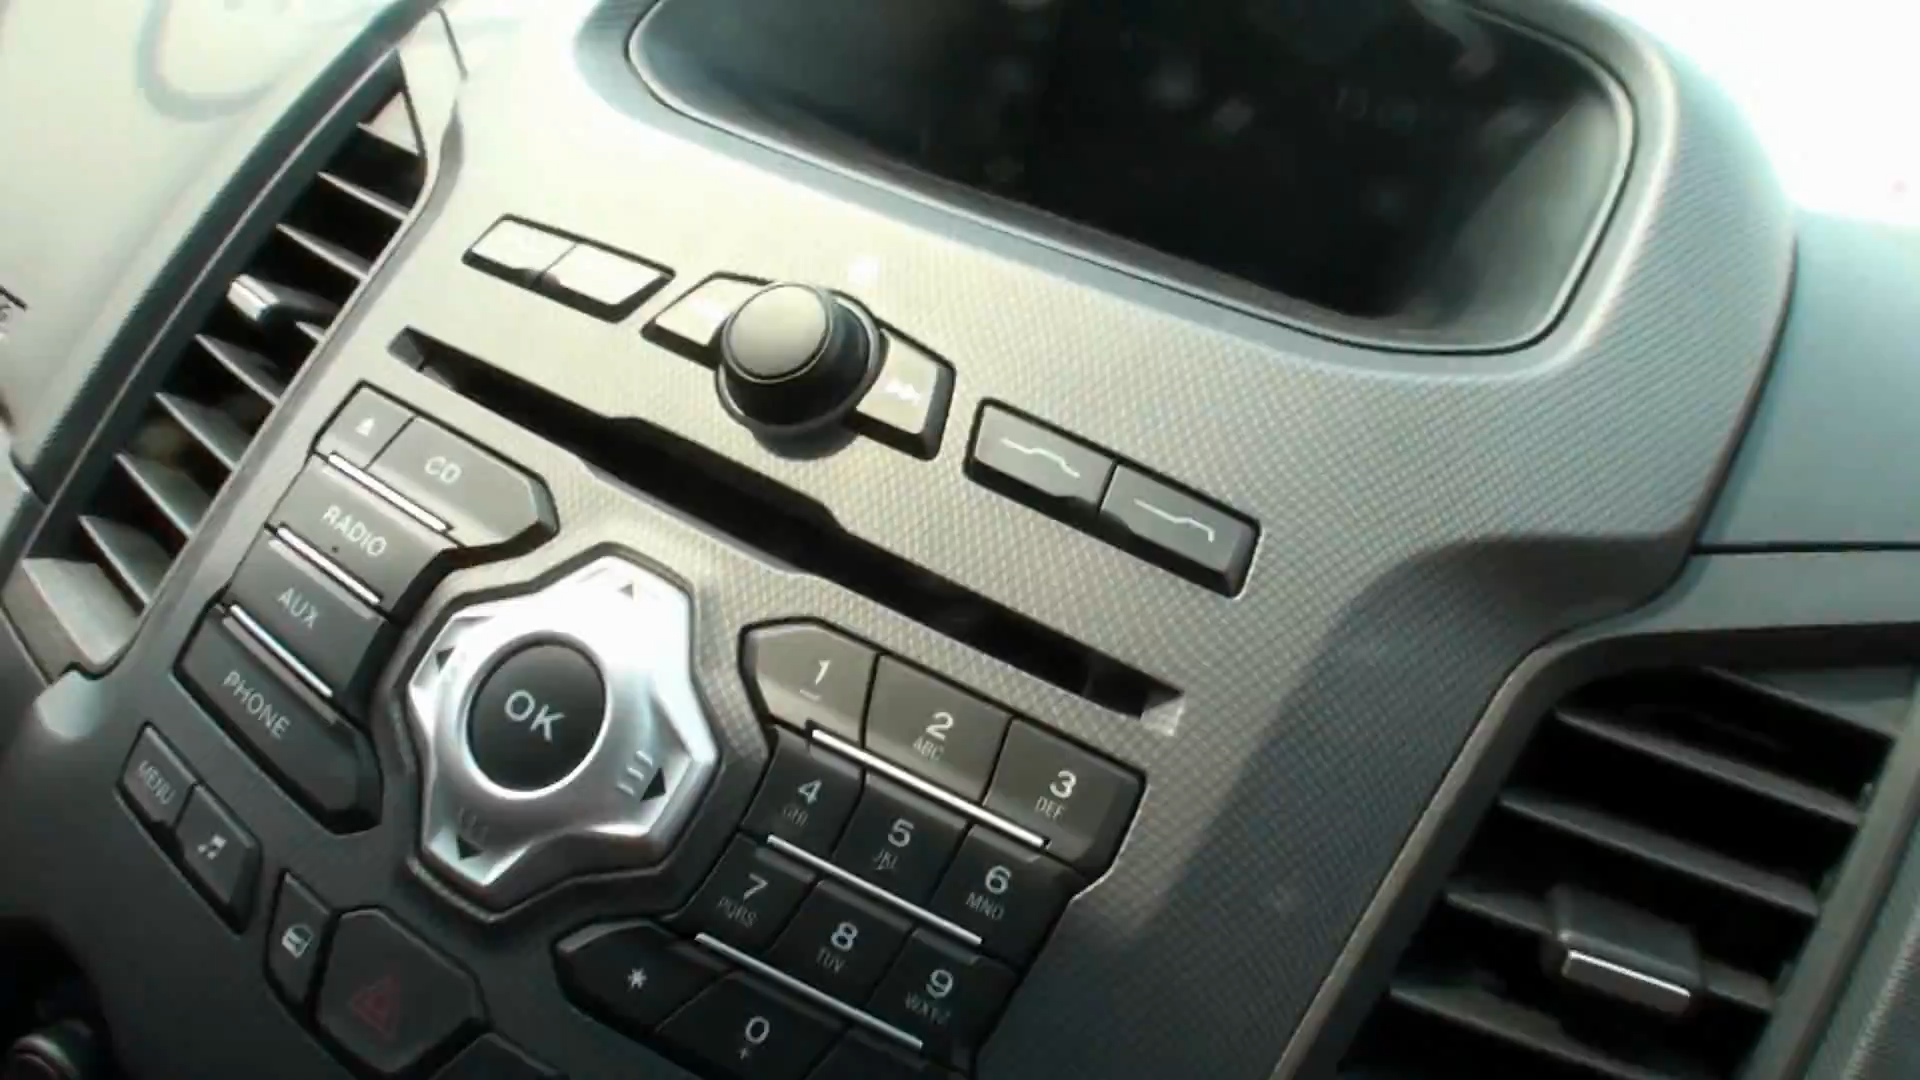 CD
RADIO
AUX
PHONE
MENU
OK
1
2
ABC
3
DEF
4
GHI
5
JKL
6
MNO
7
PQRS
8
TUV
9
WXYZ
*
0
+